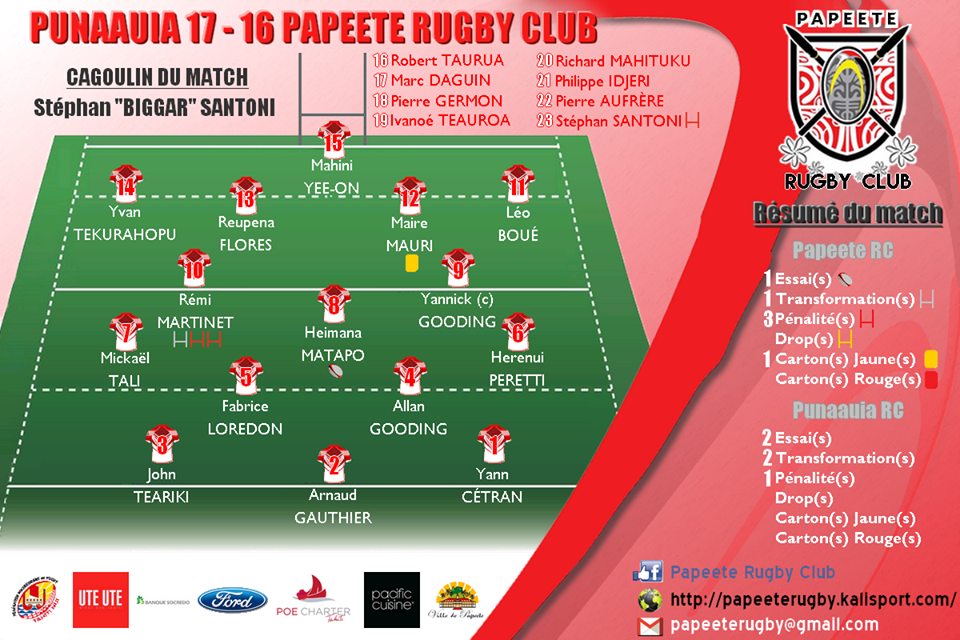 PUNAAUIA 17 - 16 PAPEETE RUGBY CLUB
CAGOULIN DU MATCH
Stéphan "BIGGAR" SANTONI
16 Robert TAURUA
17 Marc DAGUIN
18 Pierre GERMON
19 Ivanoé TEAUROA
20 Richard MAHITUKU
21 Philippe IDJERI
22 Pierre AUFRÈRE
23 Stéphan SANTONI
15
Mahini
YEE-ON
14
Yvan
TEKURAHOPU
13
Reupena
FLORES
12
Maire
MAURI
11
Léo
BOUÉ
10
Rémi
MARTINET
9
Yannick (c)
GOODING
8
Heimana
MATAPO
7
Mickaël
TALI
6
Herenui
PERETTI
5
Fabrice
LOREDON
4
Allan
GOODING
3
John
TEARIKI
2
Arnaud
GAUTHIER
1
Yann
CÉTRAN
PAPEETE
RUGBY CLUB
Résumé du match
Papeete RC
1 Essai(s)
1 Transformation(s)
3 Pénalité(s)
Drop(s)
1 Carton(s) Jaune(s)
Carton(s) Rouge(s)
Punaauia RC
2 Essai(s)
2 Transformation(s)
1 Pénalité(s)
Drop(s)
Carton(s) Jaune(s)
Carton(s) Rouge(s)
UTE UTE
BANQUE SOCREDO
Ford
POE CHARTER
Tahiti
pacific
cuisine
Ville de Papeete
Papeete Rugby Club
http://papeeterugby.kalisport.com/
papeeterugby@gmail.com